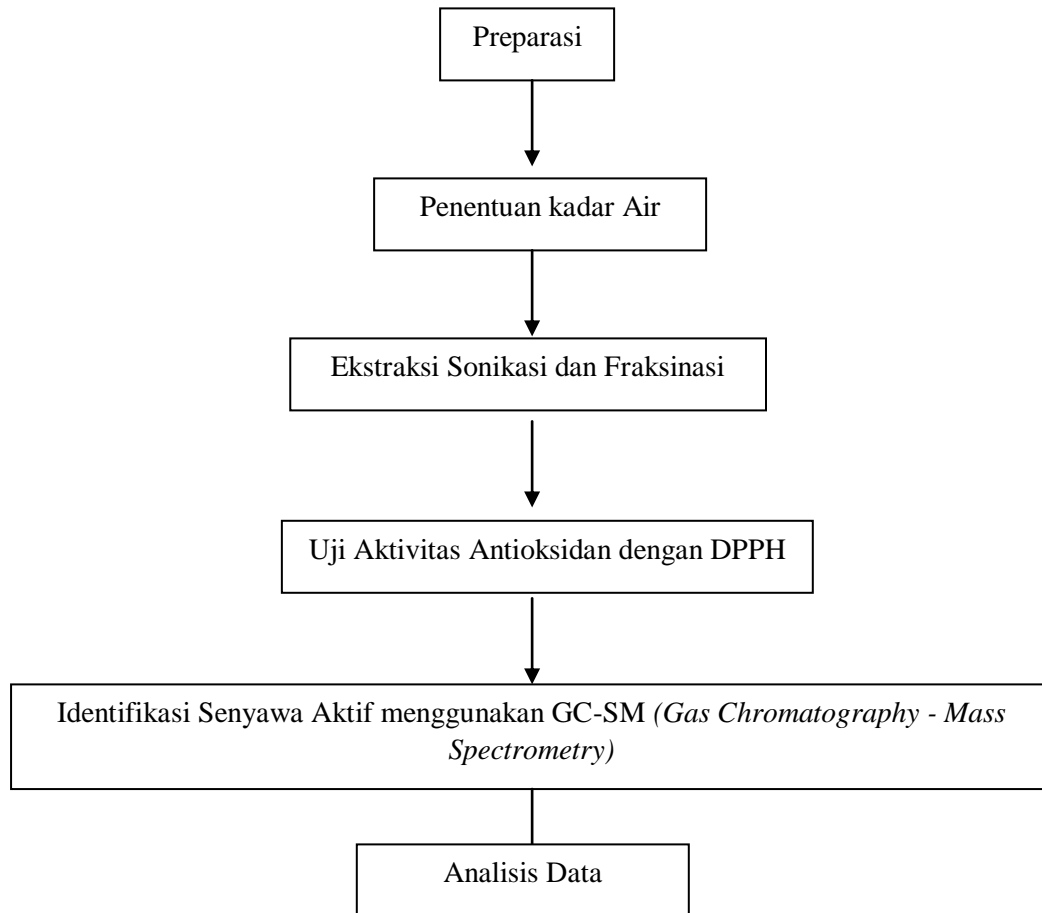 Preparasi
Penentuan kadar Air
Ekstraksi Sonikasi dan Fraksinasi
Uji Aktivitas Antioksidan dengan DPPH
Identifikasi Senyawa Aktif menggunakan GC-SM (Gas Chromatography - Mass
Spectrometry)
Analisis Data